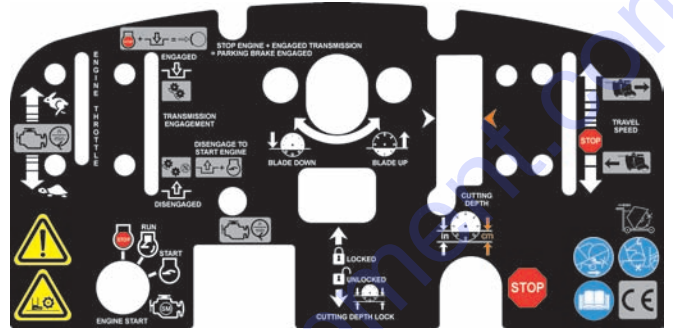 STOP
STOP ENGINE + ENGAGED TRANSMISSION
= PARKING BRAKE ENGAGED
ENGAGED
ENGINE THROTTLE
TRANSMISSION
ENGAGEMENT
DISENGAGE TO
START ENGINE
DISENGAGED
BLADE DOWN
BLADE UP
TRAVEL
SPEED
STOP
CUTTING
DEPTH
in
cm
RUN
STOP
START
ENGINE START
LOCKED
UNLOCKED
CUTTING DEPTH LOCK
STOP
CE